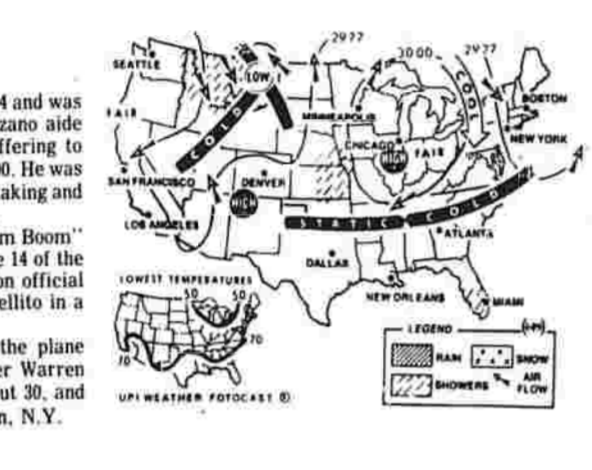 4 and was
zano aide
ffering to
0. He was
aking and
m Boom"
e 14 of the
on official
ellito in a
the plane
er Warren
ut 30, and
n, N.Y.
29.77
30.00
29.77
SEATTLE
LOW
COOL
FAIR
COLD
MINNEAPOLIS
BOSTON
NEW YORK
CHICAGO
HIGH
FAIR
SAN FRANCISCO
DENVER
HIGH
LOS ANGELES
STATIC
COLD
ATLANTA
DALLAS
NEW ORLEANS
MIAMI
LOWEST TEMPERATURES
50 50
70
70
UPI WEATHER FOTOCAST ®
LEGEND
RAIN
SNOW
SHOWERS
AIR
FLOW